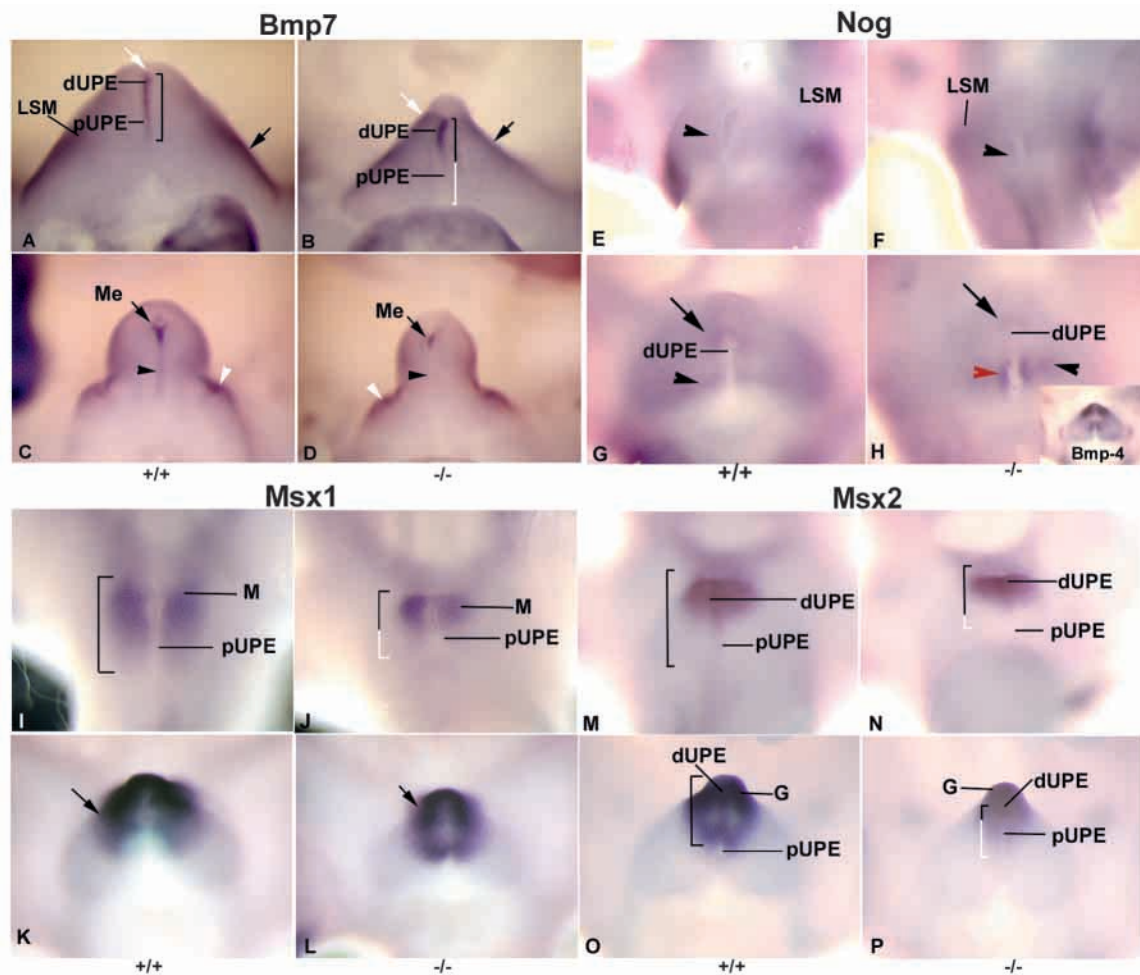 Bmp7
Nog
dUPE
LSM
pUPE
A
dUPE
pUPE
B
LSM
E
LSM
F
Me
C
Me
D
dUPE
G
dUPE
H
Bmp-4
+/+
-/-
+/+
-/-
Msx1
Msx2
M
pUPE
I
M
pUPE
J
dUPE
pUPE
M
dUPE
pUPE
N
K
L
dUPE
G
pUPE
O
G
dUPE
pUPE
P
+/+
-/-
+/+
-/-